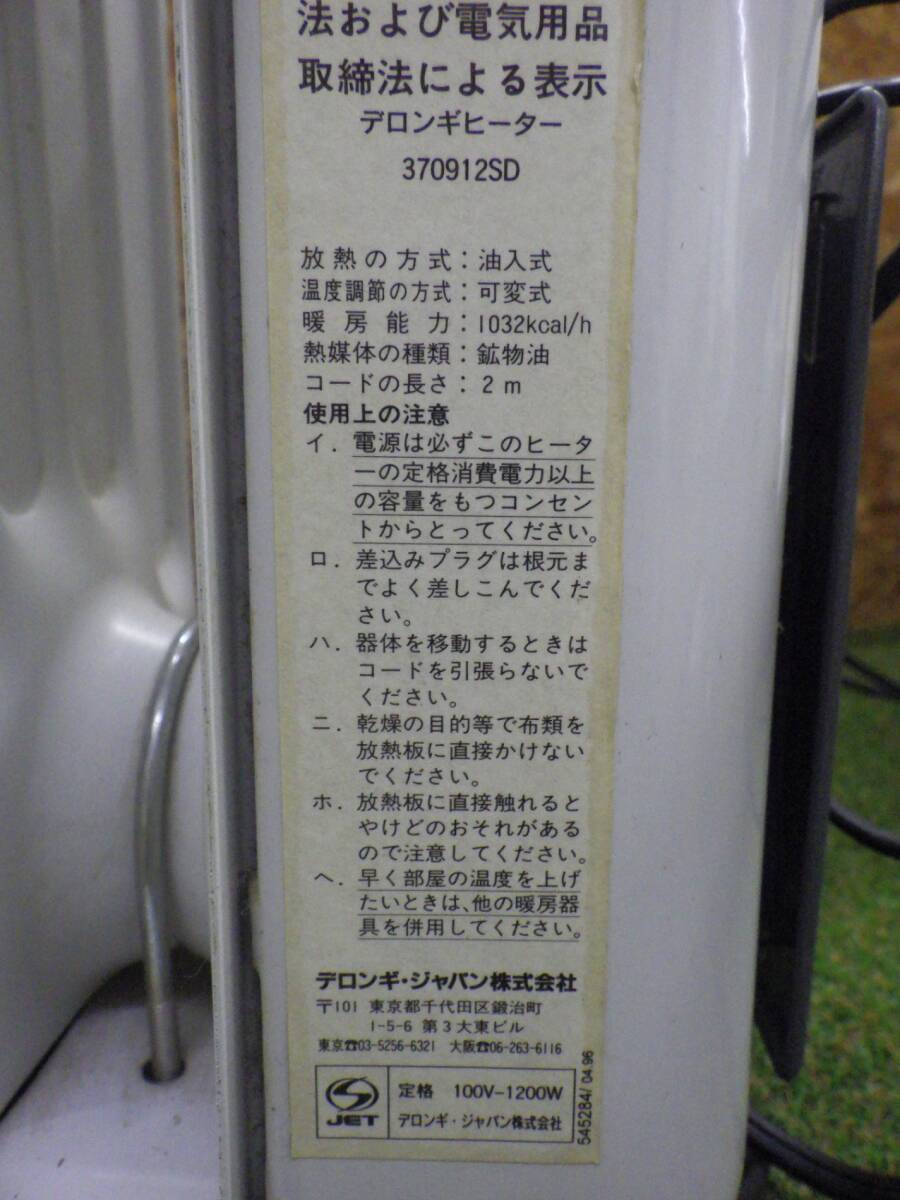 法および電気用品
取締法による表示
デロンギヒーター
370912SD
放熱の方式：油入式
温度調節の方式：可変式
暖房能力：1032kcal/h
熱媒体の種類：鉱物油
コードの長さ：2m
使用上の注意
イ．電源は必ずこのヒータ
ーの定格消費電力以上
の容量をもつコンセン
トからとってください。
ロ．差込みプラグは根元ま
でよく差しこんでくだ
さい。
ハ．器体を移動するときは
コードを引張らないで
ください。
ニ．乾燥の目的等で布類を
放熱板に直接かけない
でください。
ホ．放熱板に直接触れると
やけどのおそれがある
ので注意してください。
ヘ．早く部屋の温度を上げ
たいときは、他の暖房器
具を併用してください。
デロンギ・ジャパン株式会社
〒101 東京都千代田区鍛治町
1-5-6 第3大東ビル
東京☎03-5256-6321 大阪☎06-263-6116
JET
定格 100V-1200W
デロンギ・ジャパン株式会社
545284/04.96